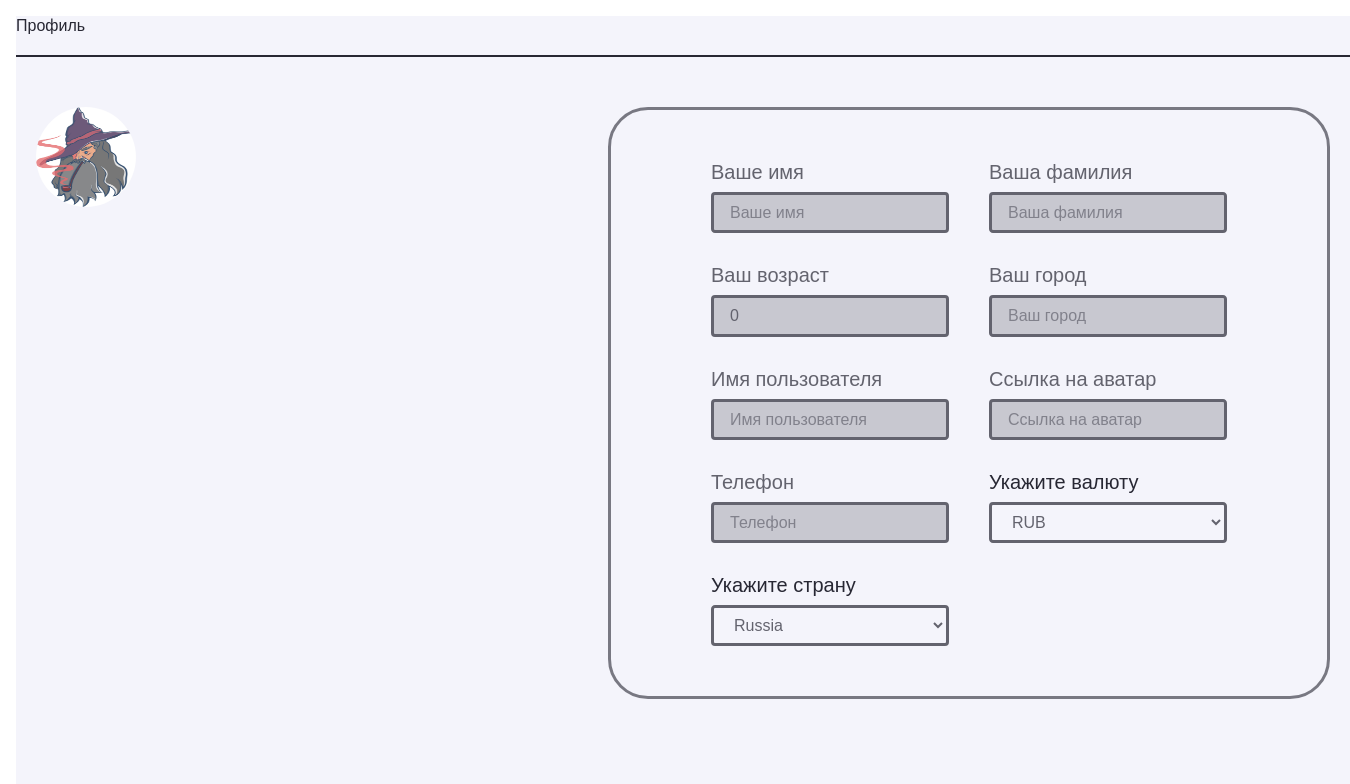 Профиль
Ваше имя
Ваша фамилия
Ваше имя
Ваша фамилия
Ваш возраст
Ваш город
0
Ваш город
Имя пользователя
Ссылка на аватар
Имя пользователя
Ссылка на аватар
Телефон
Укажите валюту
Телефон
RUB
Укажите страну
Russia